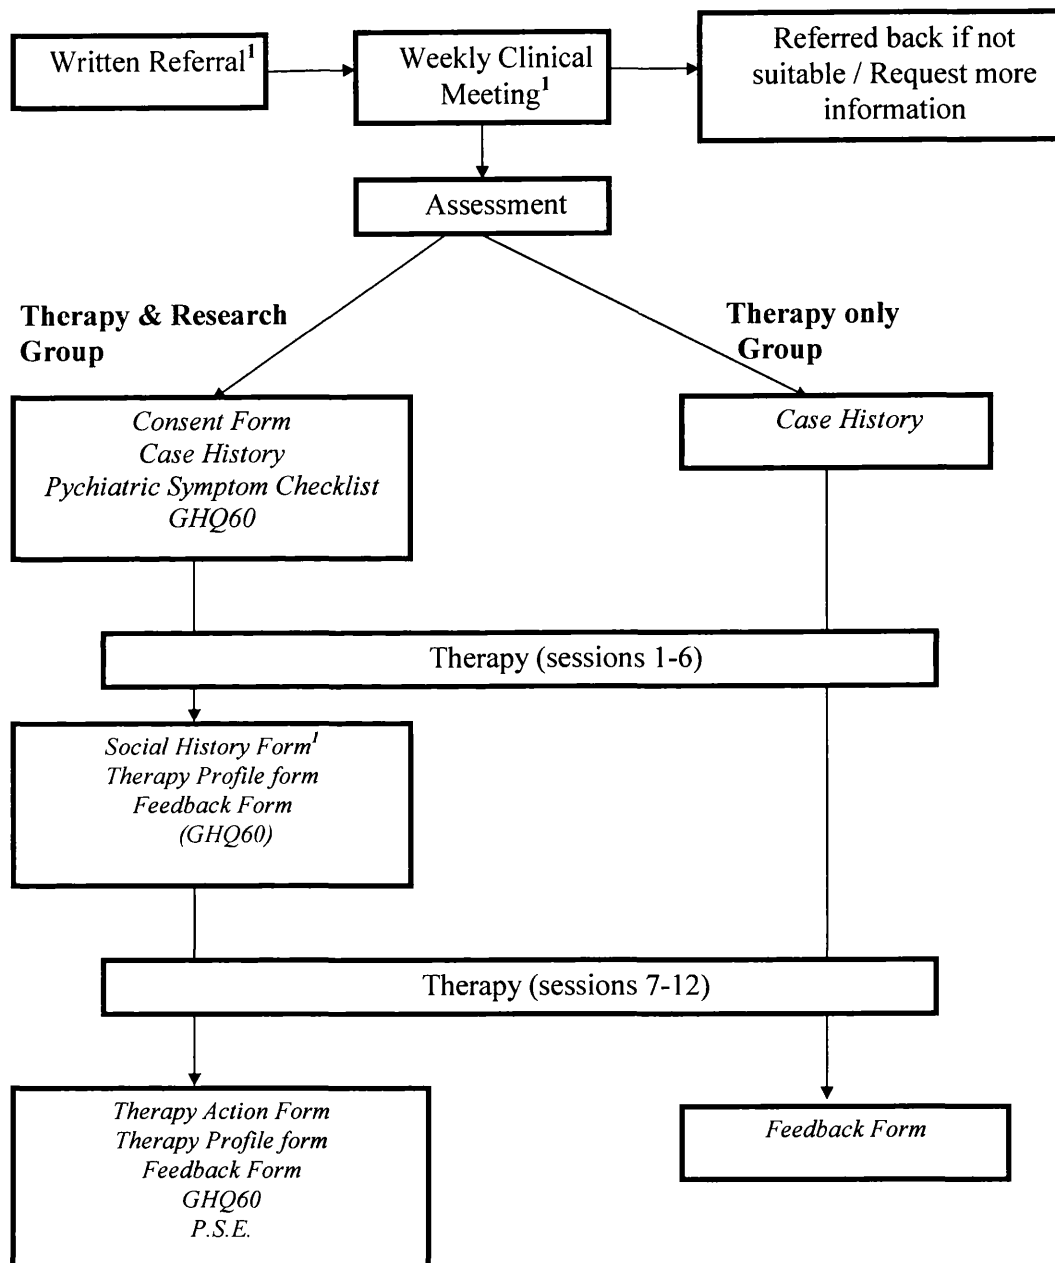 Written Referral¹
Weekly Clinical
Meeting¹
Referred back if not
suitable / Request more
information
Assessment
Therapy & Research
Group
Therapy only
Group
Consent Form
Case History
Pychiatric Symptom Checklist
GHQ60
Case History
Therapy (sessions 1-6)
Social History Form¹
Therapy Profile form
Feedback Form
(GHQ60)
Therapy (sessions 7-12)
Therapy Action Form
Therapy Profile form
Feedback Form
GHQ60
P.S.E.
Feedback Form